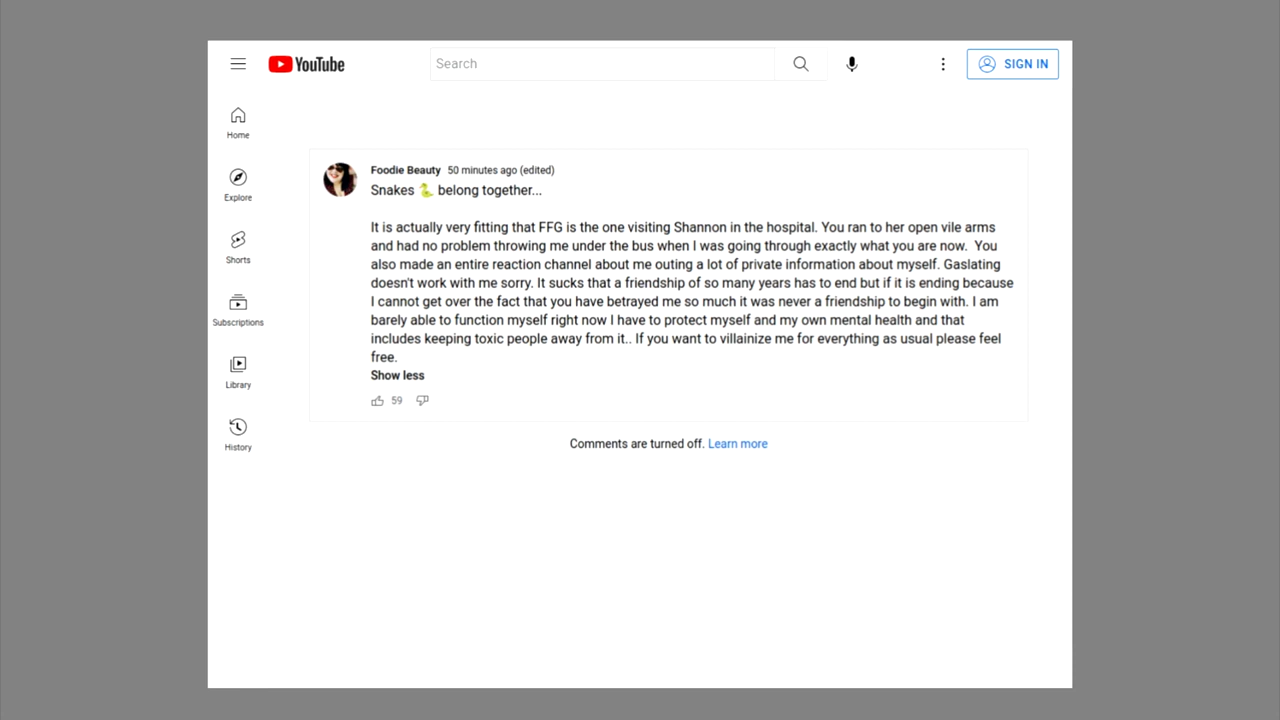 YouTube
Search
SIGN IN
Home
Explore
Shorts
Subscriptions
Library
History
Foodie Beauty 50 minutes ago (edited)
Snakes 🐍 belong together...
It is actually very fitting that FFG is the one visiting Shannon in the hospital. You ran to her open vile arms
and had no problem throwing me under the bus when I was going through exactly what you are now. You
also made an entire reaction channel about me outing a lot of private information about myself. Gaslating
doesn't work with me sorry. It sucks that a friendship of so many years has to end but if it is ending because
I cannot get over the fact that you have betrayed me so much it was never a friendship to begin with. I am
barely able to function myself right now I have to protect myself and my own mental health and that
includes keeping toxic people away from it.. If you want to villainize me for everything as usual please feel
free.
Show less
59
Comments are turned off. Learn more